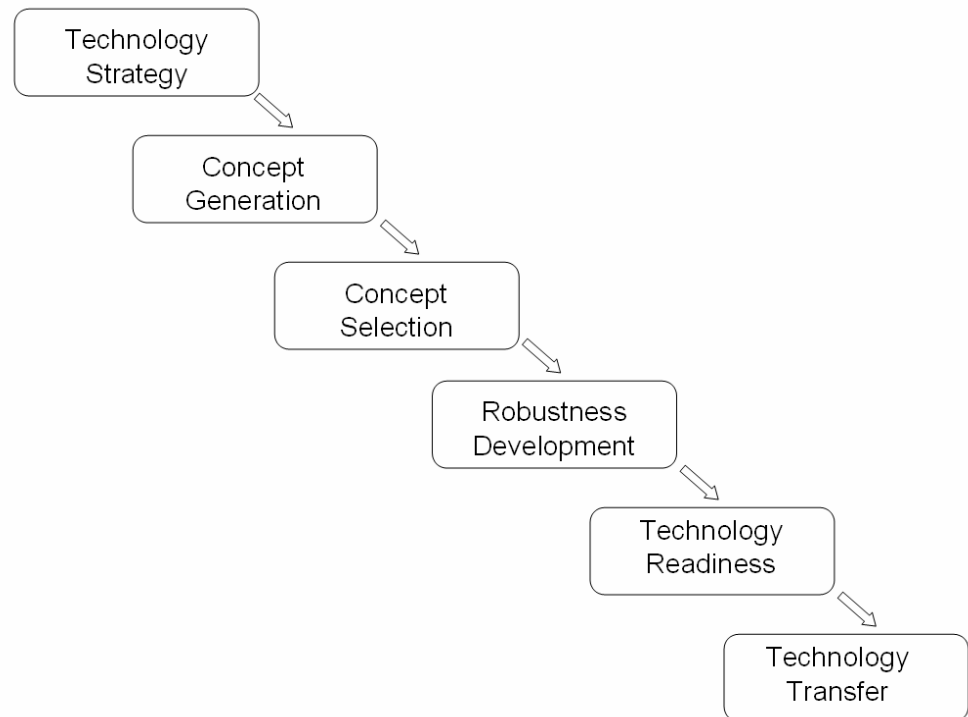 Technology
Strategy
Concept
Generation
Concept
Selection
Robustness
Development
Technology
Readiness
Technology
Transfer